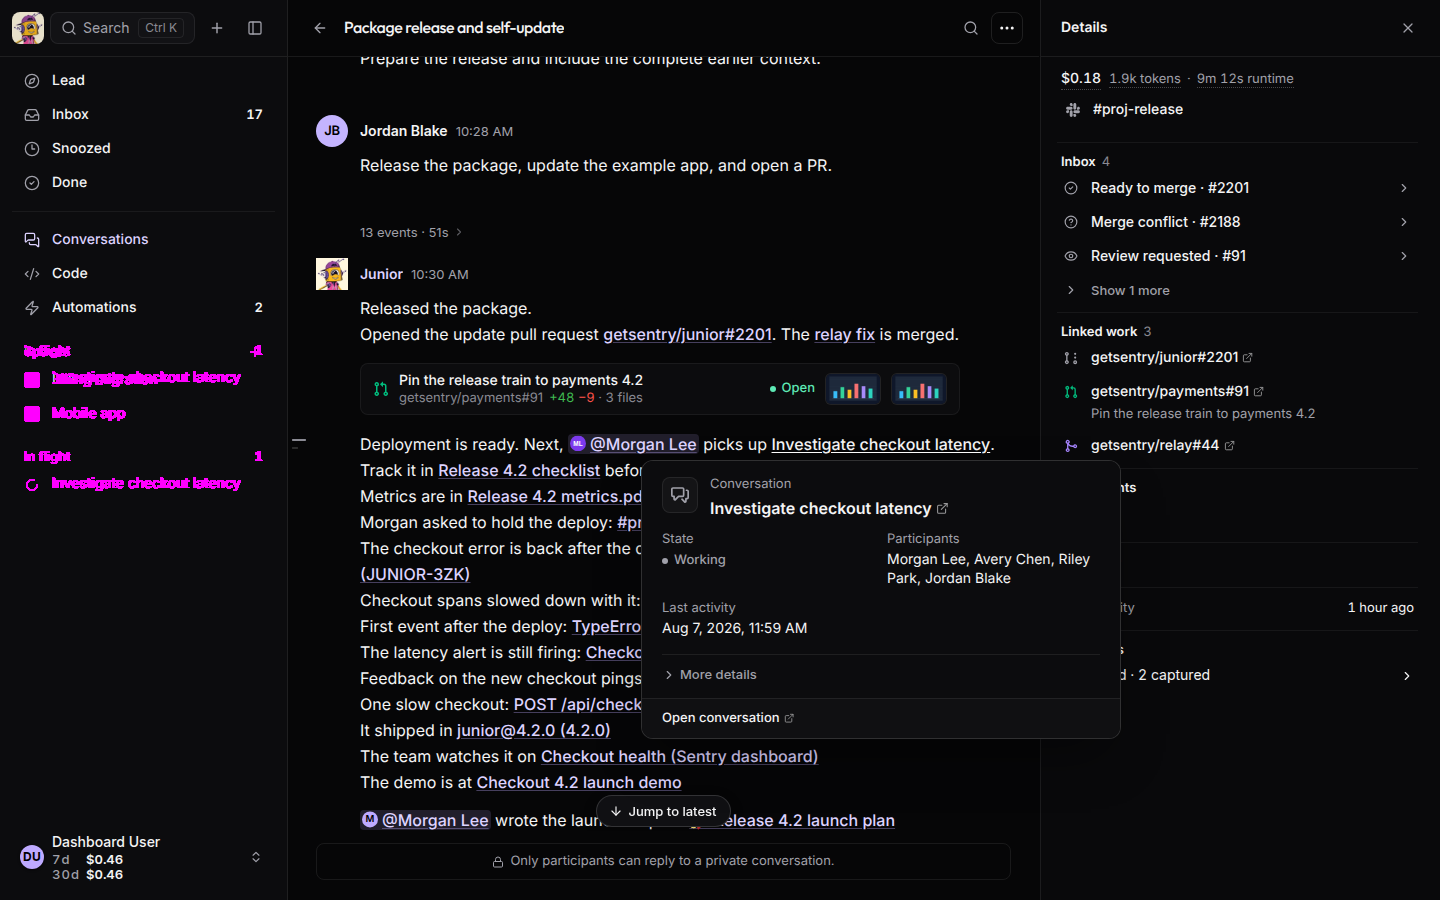 Search Ctrl K
Lead
Inbox 17
Snoozed
Done
Conversations
Code
Automations 2
Mobile app
In flight 1
Investigate checkout latency
DU Dashboard User
7d $0.46
30d $0.46
Package release and self-update
Prepare the release and include the complete earlier context.
JB Jordan Blake 10:28 AM
Release the package, update the example app, and open a PR.
13 events · 51s
Junior 10:30 AM
Released the package.
Opened the update pull request getsentry/junior#2201. The relay fix is merged.
Pin the release train to payments 4.2
getsentry/payments#91 +48 −9 · 3 files
Open
Deployment is ready. Next, ML @Morgan Lee picks up Investigate checkout latency.
Track it in Release 4.2 checklist befor
Metrics are in Release 4.2 metrics.pd
Morgan asked to hold the deploy: #pr
The checkout error is back after the
(JUNIOR-3ZK)
Checkout spans slowed down with it:
First event after the deploy: TypeErro
The latency alert is still firing: Checko
Feedback on the new checkout pings
One slow checkout: POST /api/check
It shipped in junior@4.2.0 (4.2.0)
The team watches it on Checkout health (Sentry dashboard)
The demo is at Checkout 4.2 launch demo
M @Morgan Lee wrote the laun elease 4.2 launch plan
Jump to latest
Only participants can reply to a private conversation.
Conversation
Investigate checkout latency
State
Working
Participants
Morgan Lee, Avery Chen, Riley
Park, Jordan Blake
Last activity
Aug 7, 2026, 11:59 AM
More details
Open conversation
Details
$0.18 1.9k tokens · 9m 12s runtime
#proj-release
Inbox 4
Ready to merge · #2201
Merge conflict · #2188
Review requested · #91
Show 1 more
Linked work 3
getsentry/junior#2201
getsentry/payments#91
Pin the release train to payments 4.2
getsentry/relay#44
nts
ity 1 hour ago
s
d · 2 captured